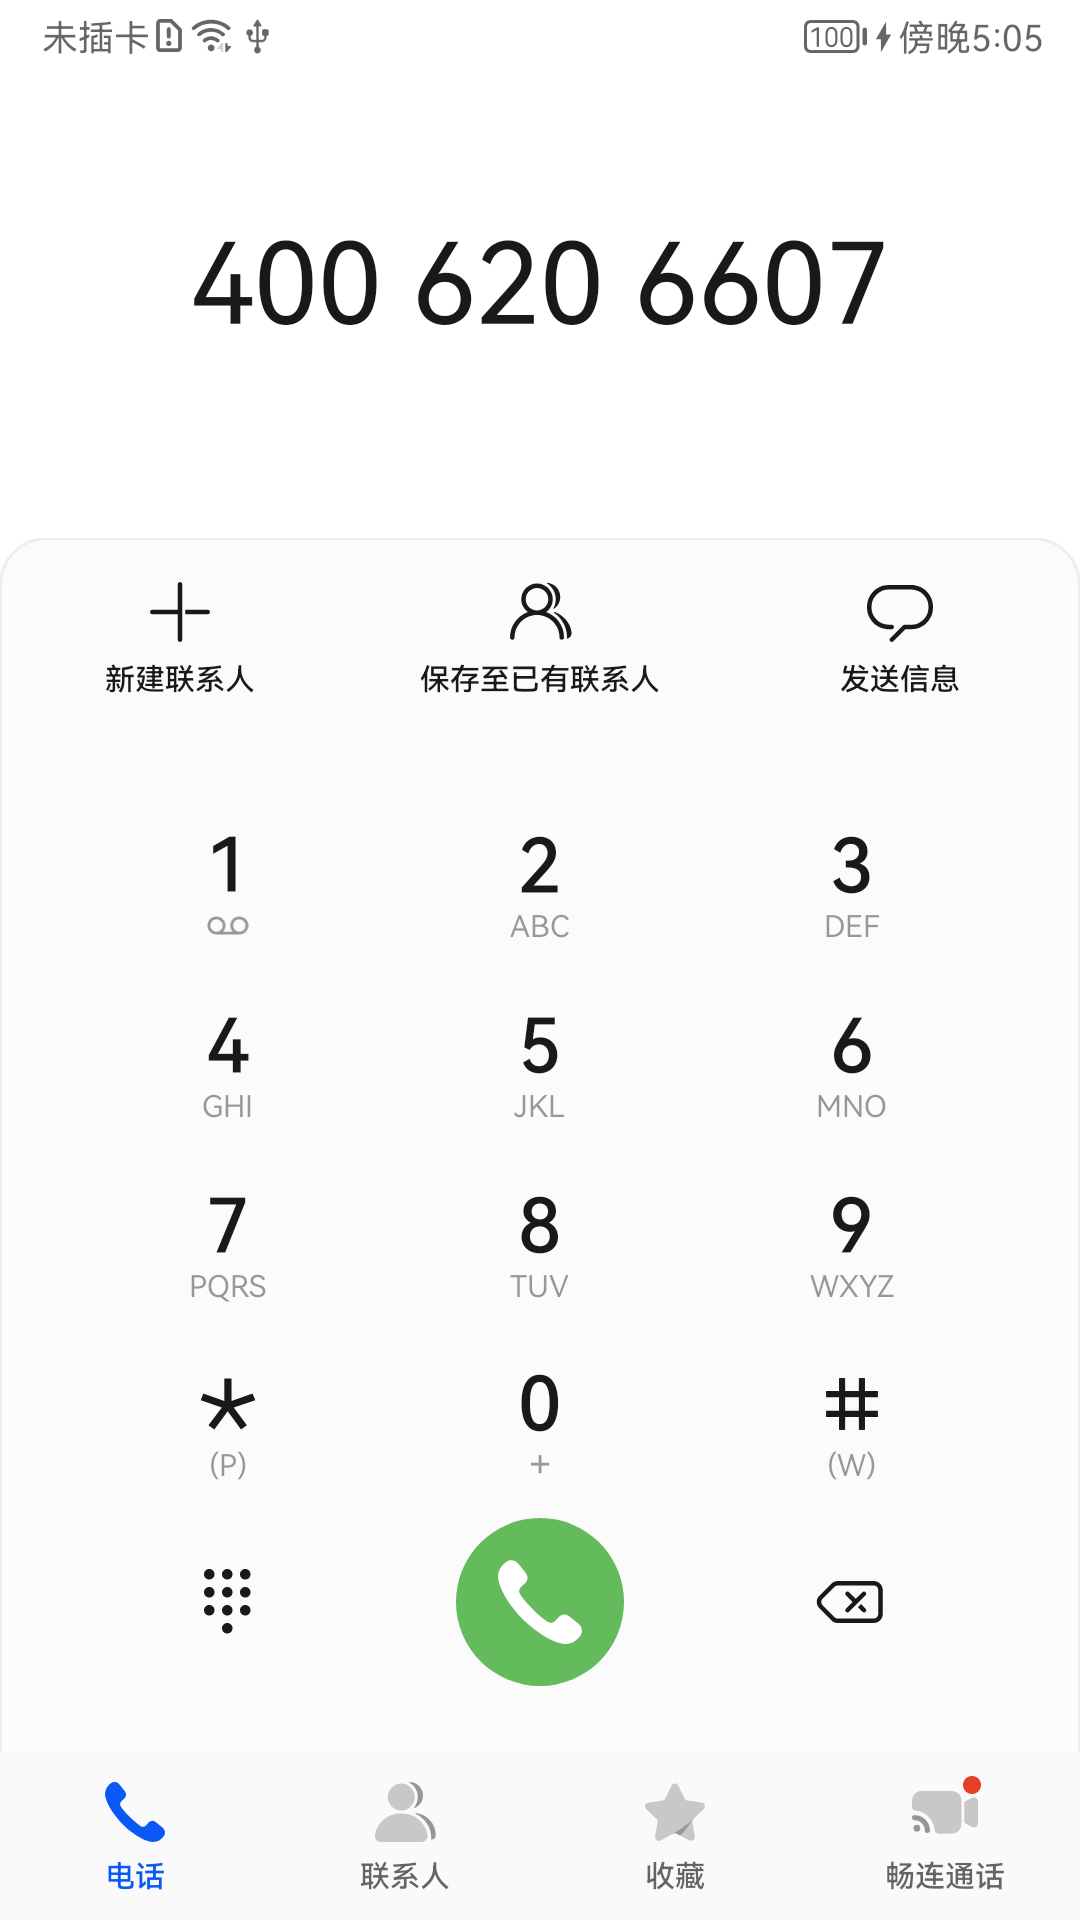 未插卡 100 傍晚5:05
400 620 6607
新建联系人 保存至已有联系人 发送信息
1 2 3
ABC DEF
4 5 6
GHI JKL MNO
7 8 9
PQRS TUV WXYZ
* 0 #
(P) + (W)
电话 联系人 收藏 畅连通话